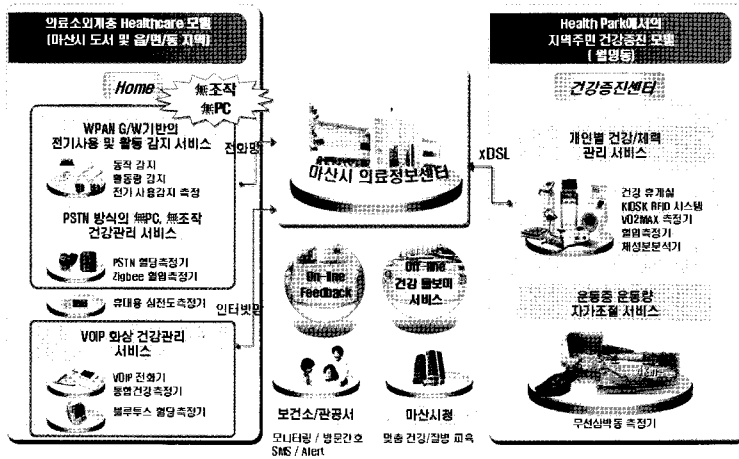 의료소외계층 Healthcare 모델
(마산시 도서 및 읍/면/동 지역)
Home
無조작
無PC
WPAN G/W기반의
전기사용 및 활동 감지 서비스
동작 감지
활동량 감지
전기 사용감지 측정
PSTN 방식의 無PC, 無조작
건강관리 서비스
PSTN 혈당측정기
Zigbee 혈압측정기
휴대용 심전도측정기
VOIP 화상 건강관리
서비스
VOIP 전화기
통합건강측정기
블루투스 혈당측정기
전화망
인터넷망
마산시 의료정보센터
xDSL
On-line
Feedback
Off-line
건강 돌보미
서비스
보건소/관공서
모니터링 / 방문간호
SMS / Alert
마산시청
맞춤 건강/질병 교육
Health Park에서의
지역주민 건강증진 모델
( 월영동)
건강증진센터
개인별 건강/체력
관리 서비스
건강 휴게실
KIOSK RFID 시스템
VO2MAX 측정기
혈압측정기
체성분분석기
운동중 운동량
자가조절 서비스
무선심박동 측정기